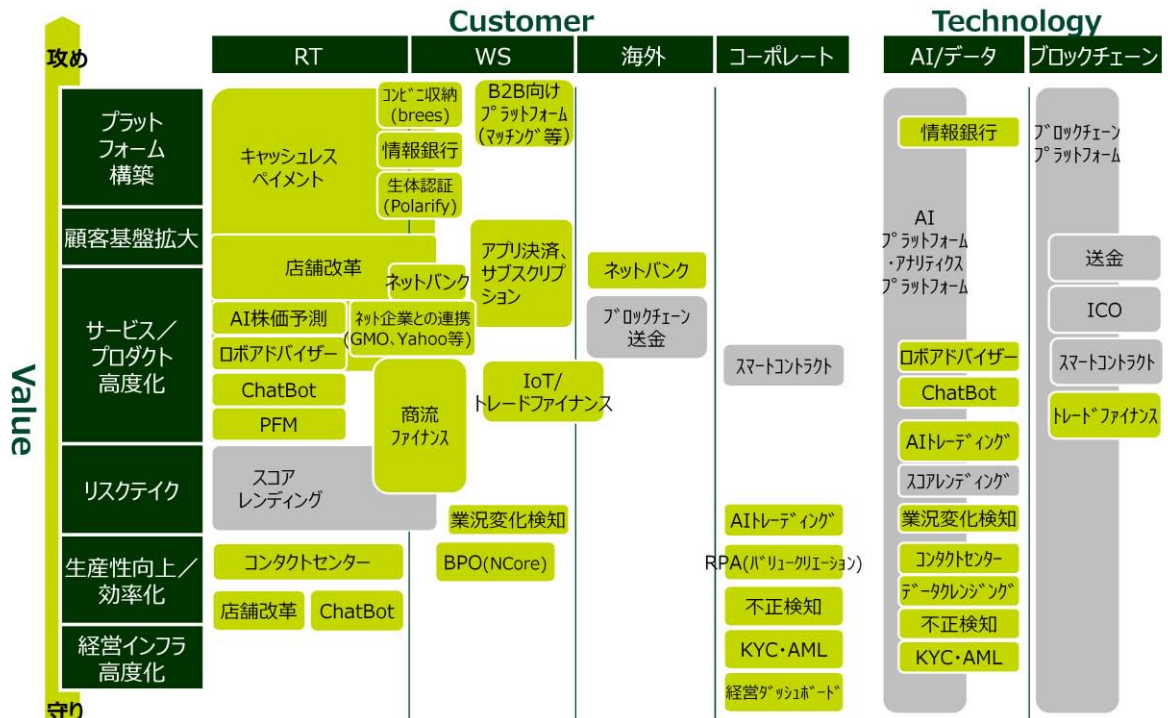 Customer
Technology
攻め
RT
WS
海外
コーポレート
AI/データ
ブロックチェーン
プラット
フォーム
構築
キャッシュレス
ペイメント
コンビニ収納
(brees)
情報銀行
生体認証
(Polarify)
B2B向け
プラットフォーム
(マッチング等)
情報銀行
ブロックチェーン
プラットフォーム
顧客基盤拡大
店舗改革
ネットバンク
アプリ決済、
サブスクリプ
ション
ネットバンク
AI
プラットフォーム
・アナリティクス
プラットフォーム
送金
ICO
サービス/
プロダクト
高度化
AI株価予測
ネット企業との連携
(GMO、Yahoo等)
ブロックチェーン
送金
ロボアドバイザー
スマートコントラクト
ロボアドバイザー
スマートコントラクト
ChatBot
PFM
商流
ファイナンス
IoT/
トレードファイナンス
ChatBot
トレードファイナンス
AIトレーディング
Value
リスクテイク
スコア
レンディング
業況変化検知
AIトレーディング
スコアレンディング
業況変化検知
生産性向上/
効率化
コンタクトセンター
BPO(NCore)
RPA(バリュークリエーション)
コンタクトセンター
データクレンジング
店舗改革
ChatBot
不正検知
不正検知
経営インフラ
高度化
KYC・AML
KYC・AML
経営ダッシュボード
守り